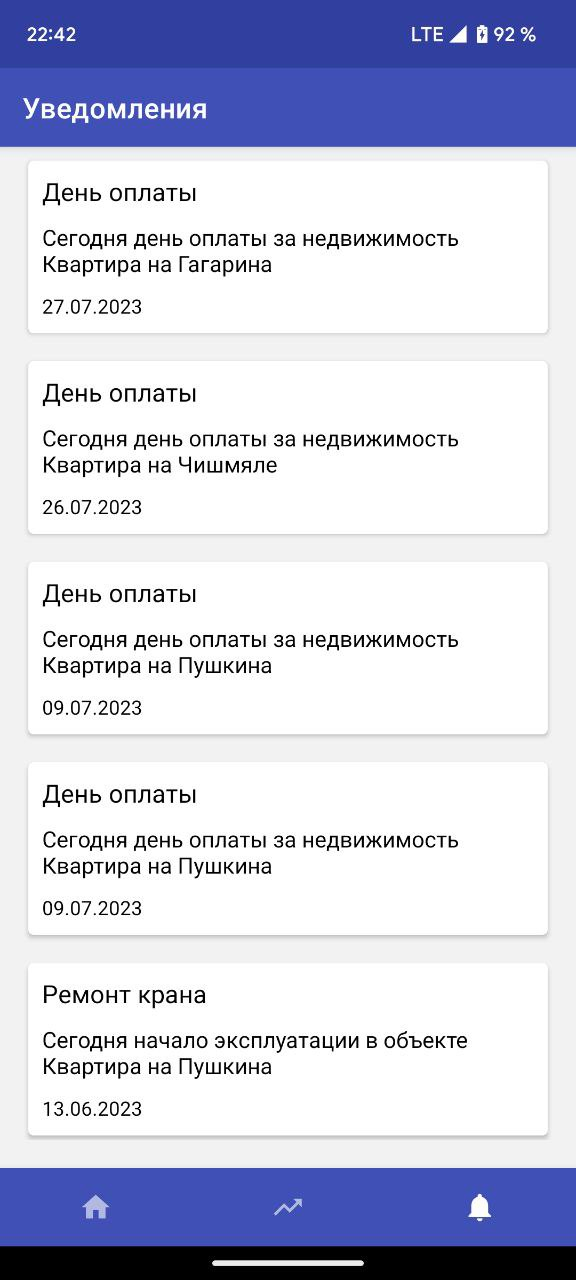 22:42
LTE 92 %
Уведомления
День оплаты
Сегодня день оплаты за недвижимость
Квартира на Гагарина
27.07.2023
День оплаты
Сегодня день оплаты за недвижимость
Квартира на Чишмяле
26.07.2023
День оплаты
Сегодня день оплаты за недвижимость
Квартира на Пушкина
09.07.2023
День оплаты
Сегодня день оплаты за недвижимость
Квартира на Пушкина
09.07.2023
Ремонт крана
Сегодня начало эксплуатации в объекте
Квартира на Пушкина
13.06.2023